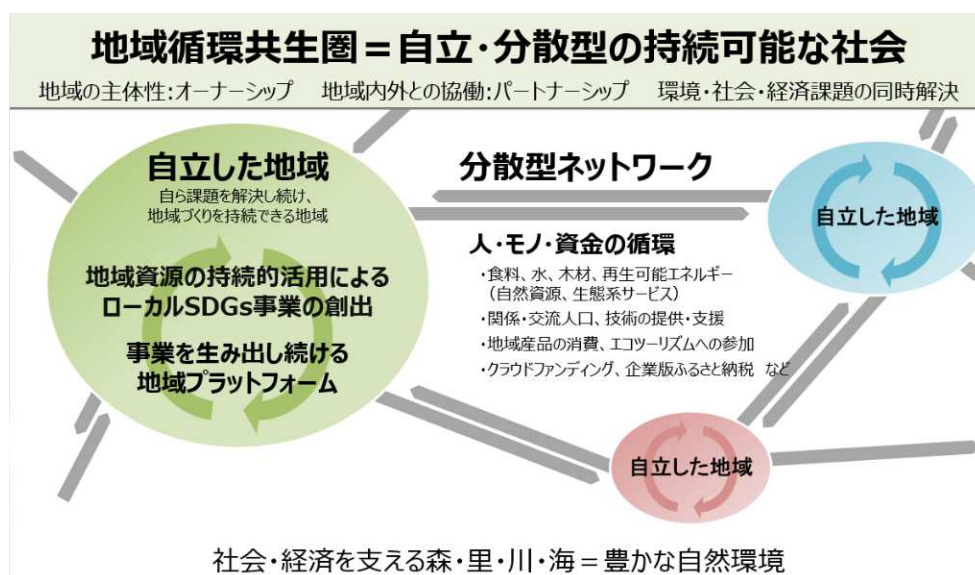 地域循環共生圏＝自立・分散型の持続可能な社会
地域の主体性:オーナーシップ　地域内外との協働:パートナーシップ　環境・社会・経済課題の同時解決
自立した地域
自ら課題を解決し続け、
地域づくりを持続できる地域
地域資源の持続的活用による
ローカルSDGs事業の創出
事業を生み出し続ける
地域プラットフォーム
分散型ネットワーク
人・モノ・資金の循環
・食料、水、木材、再生可能エネルギー
（自然資源、生態系サービス）
・関係・交流人口、技術の提供・支援
・地域産品の消費、エコツーリズムへの参加
・クラウドファンディング、企業版ふるさと納税 など
自立した地域
自立した地域
社会・経済を支える森・里・川・海＝豊かな自然環境